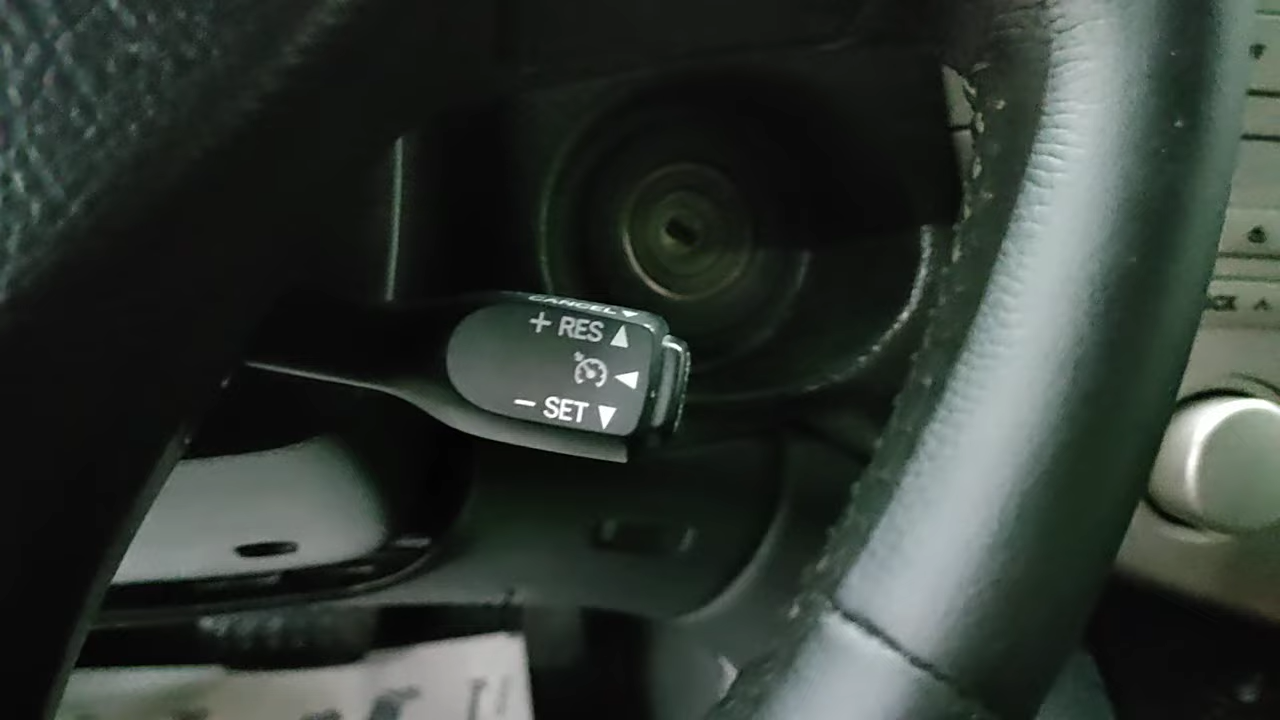 CANCEL ▼
+ RES ▲
◀
− SET ▼